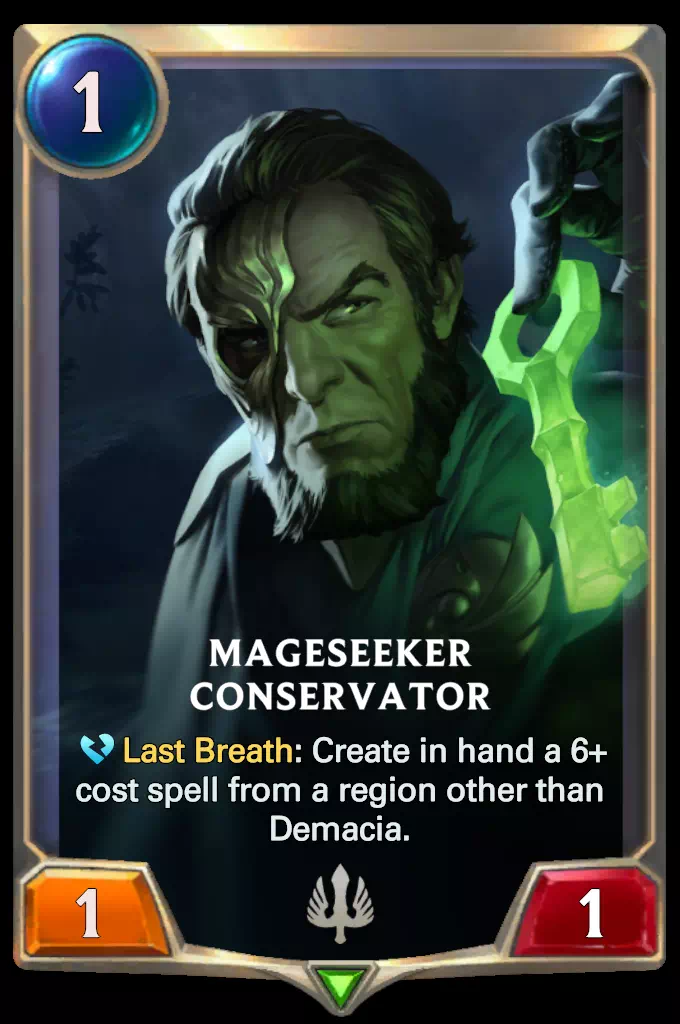 1
MAGESEEKER
CONSERVATOR
Last Breath: Create in hand a 6+
cost spell from a region other than
Demacia.
1
1